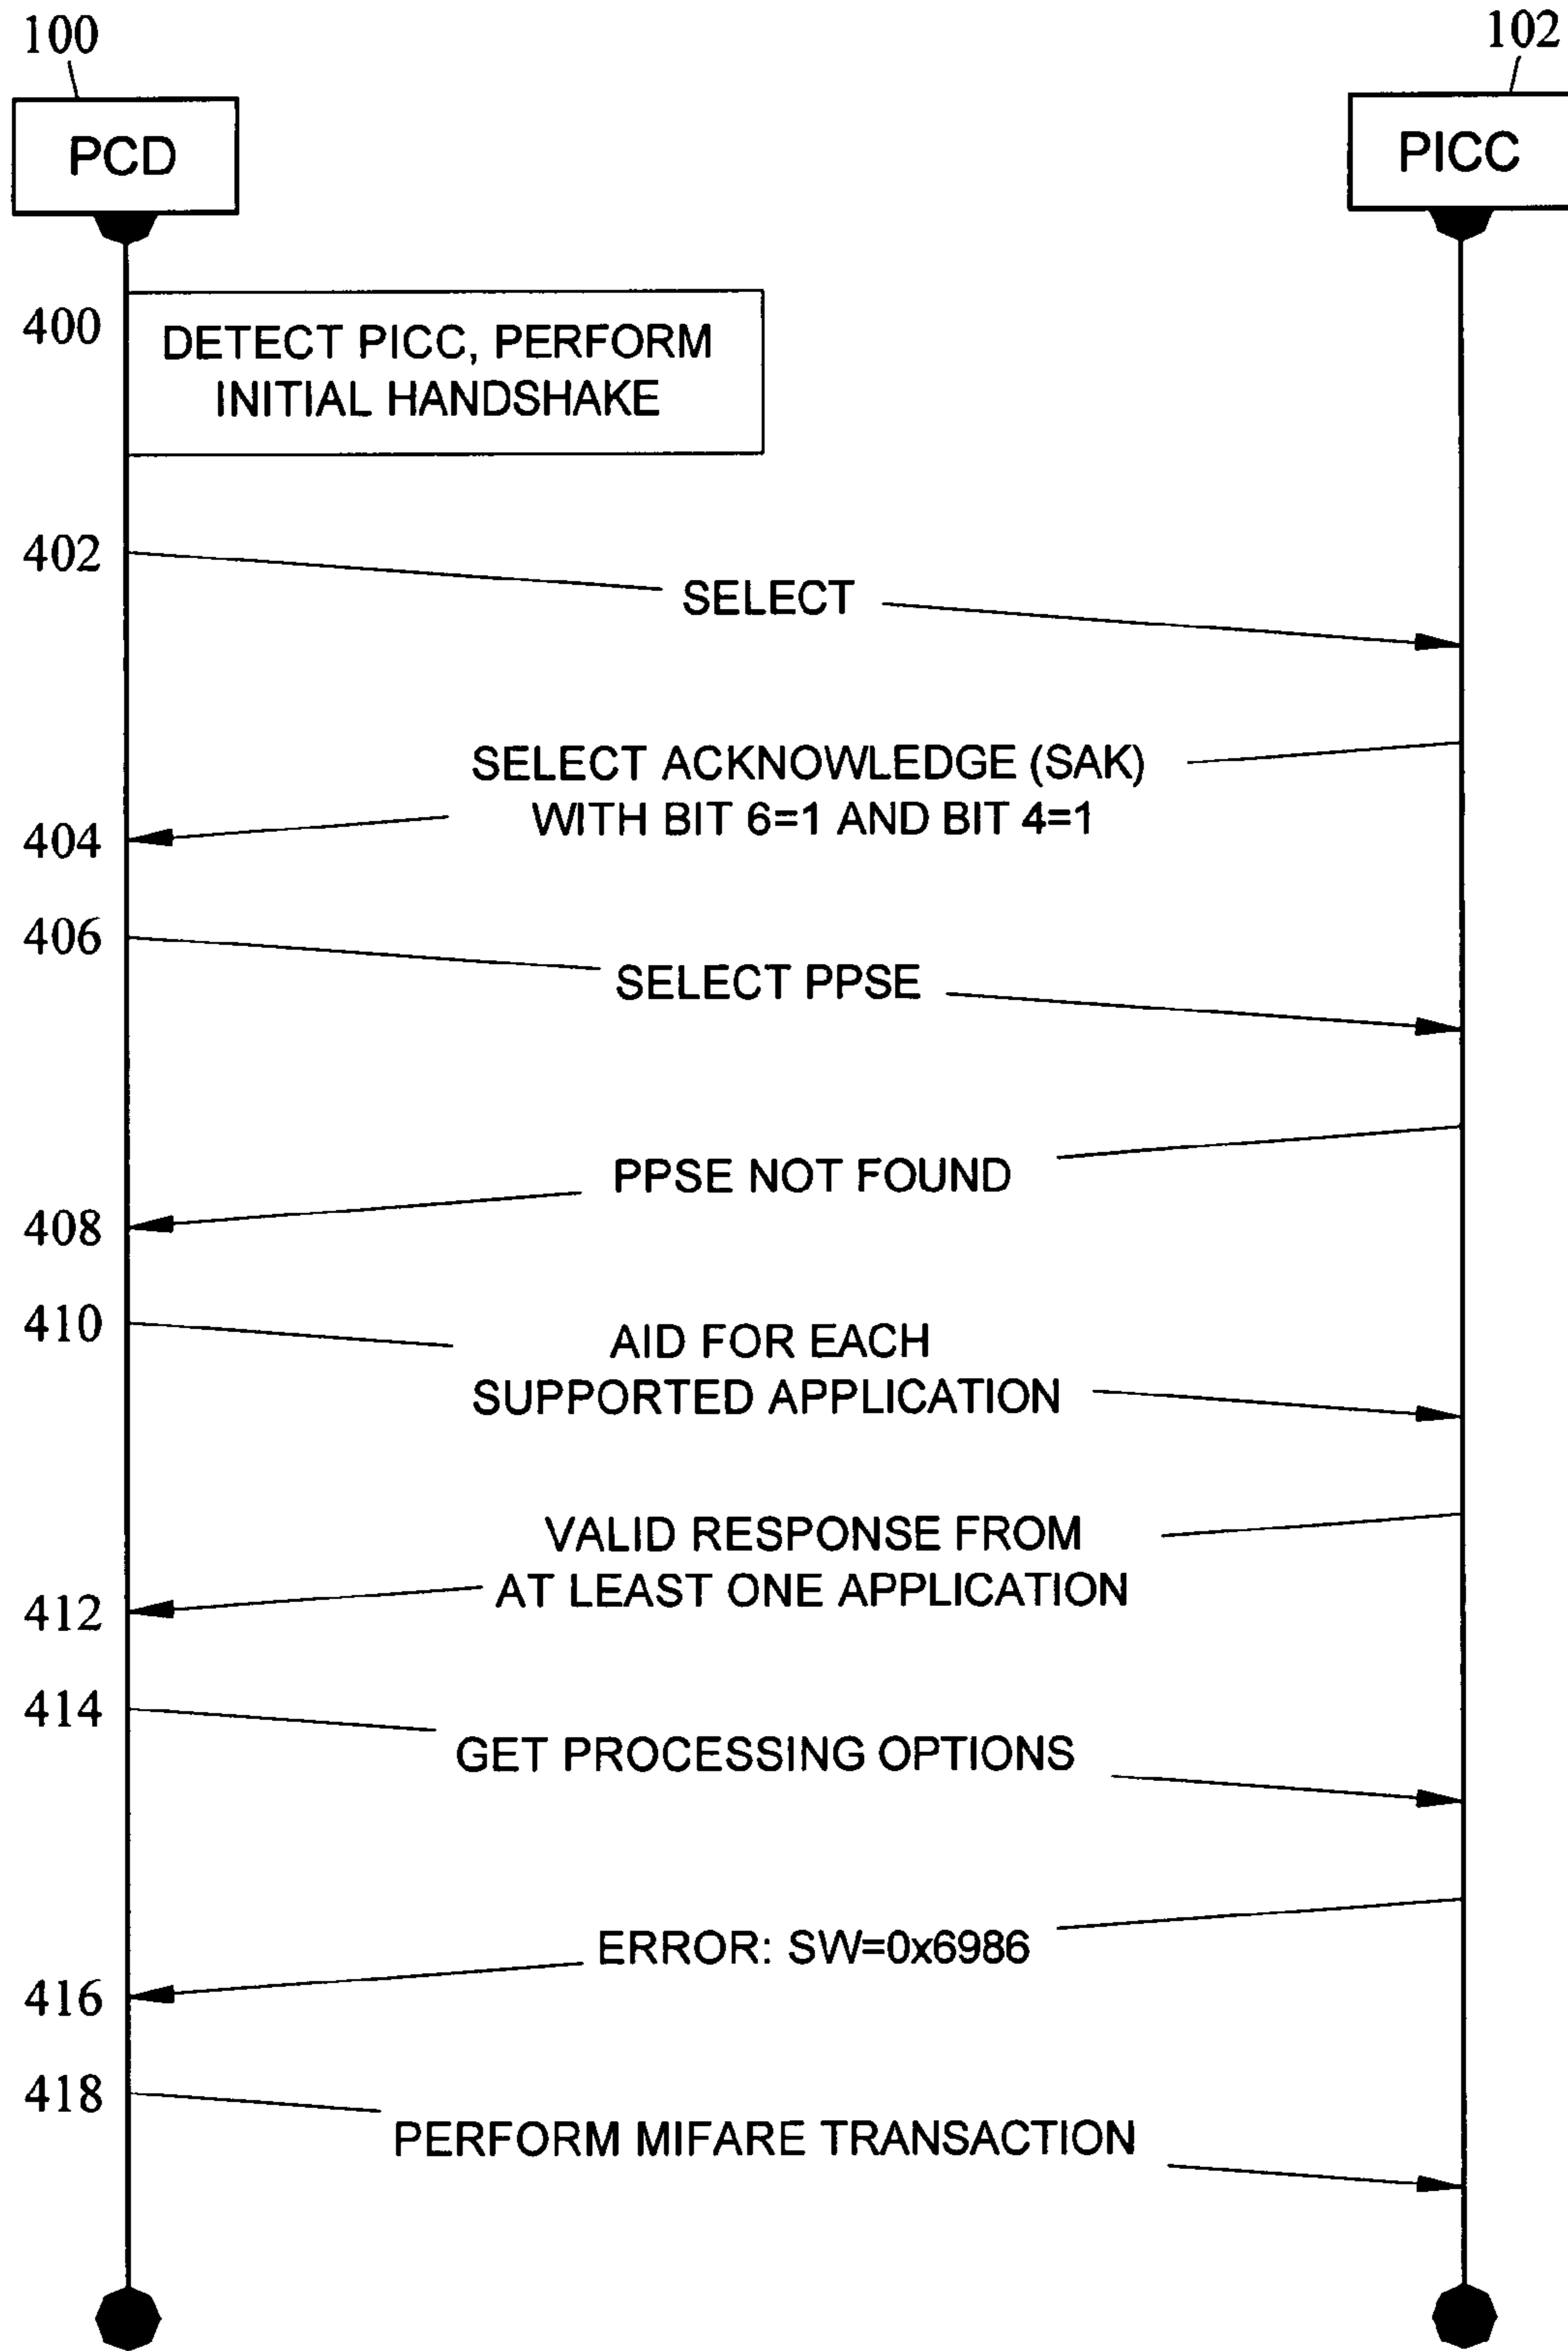 100
102
PCD
PICC
400
DETECT PICC, PERFORM
INITIAL HANDSHAKE
402
SELECT
SELECT ACKNOWLEDGE (SAK)
WITH BIT 6=1 AND BIT 4=1
404
406
SELECT PPSE
PPSE NOT FOUND
408
410
AID FOR EACH
SUPPORTED APPLICATION
VALID RESPONSE FROM
AT LEAST ONE APPLICATION
412
414
GET PROCESSING OPTIONS
ERROR: SW=0x6986
416
418
PERFORM MIFARE TRANSACTION